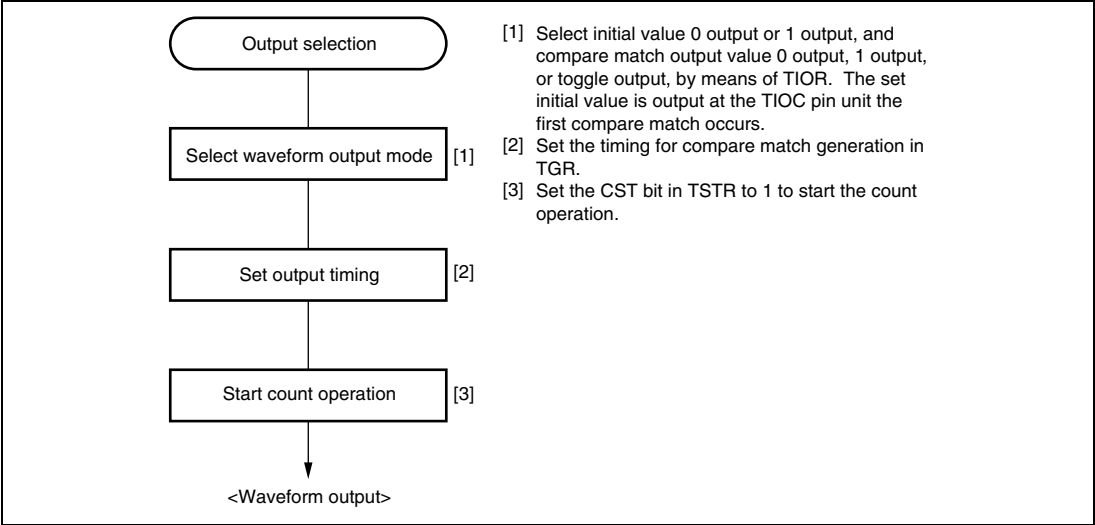 Output selection
Select waveform output mode
[1]
Set output timing
[2]
Start count operation
[3]
<Waveform output>
[1] Select initial value 0 output or 1 output, and
compare match output value 0 output, 1 output,
or toggle output, by means of TIOR. The set
initial value is output at the TIOC pin unit the
first compare match occurs.
[2] Set the timing for compare match generation in
TGR.
[3] Set the CST bit in TSTR to 1 to start the count
operation.